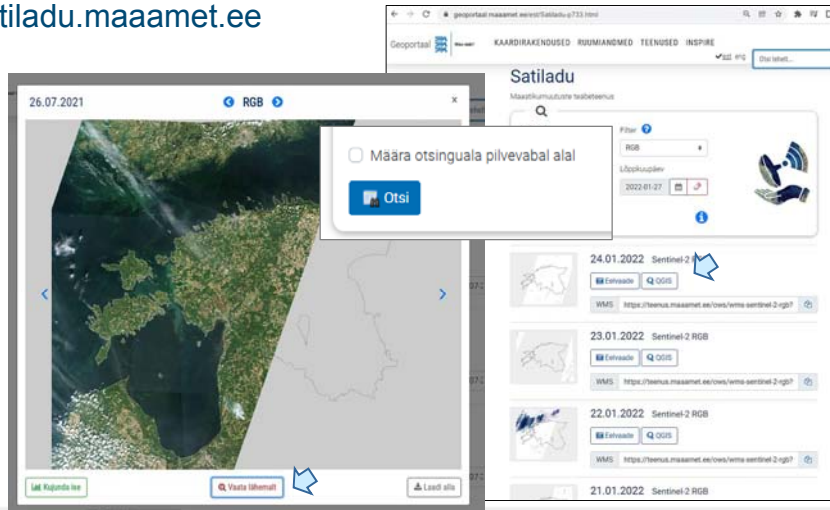 tiladu.maaamet.ee
geoportaal.maaamet.ee/est/Satiladu-p733.html
Geoportaal
KAARDIRAKENDUSED RUUMIANDMED TEENUSED INSPIRE
est eng
Otsi lehelt...
Satiladu
Maastikumuutuste teabeteenus
Filter
RGB
Lõppkuupäev
2022-01-27
26.07.2021
RGB
x
Määra otsinguala pilvevabal alal
Otsi
24.01.2022 Sentinel-2 RGB
Eelvaade QGIS
WMS https://teenus.maaamet.ee/ows/wms-sentinel-2-rgb?
23.01.2022 Sentinel-2 RGB
Eelvaade QGIS
WMS https://teenus.maaamet.ee/ows/wms-sentinel-2-rgb?
22.01.2022 Sentinel-2 RGB
Eelvaade QGIS
WMS https://teenus.maaamet.ee/ows/wms-sentinel-2-rgb?
21.01.2022 Sentinel-2 RGB
Kujunda ise
Vaata lähemalt
Laadi alla